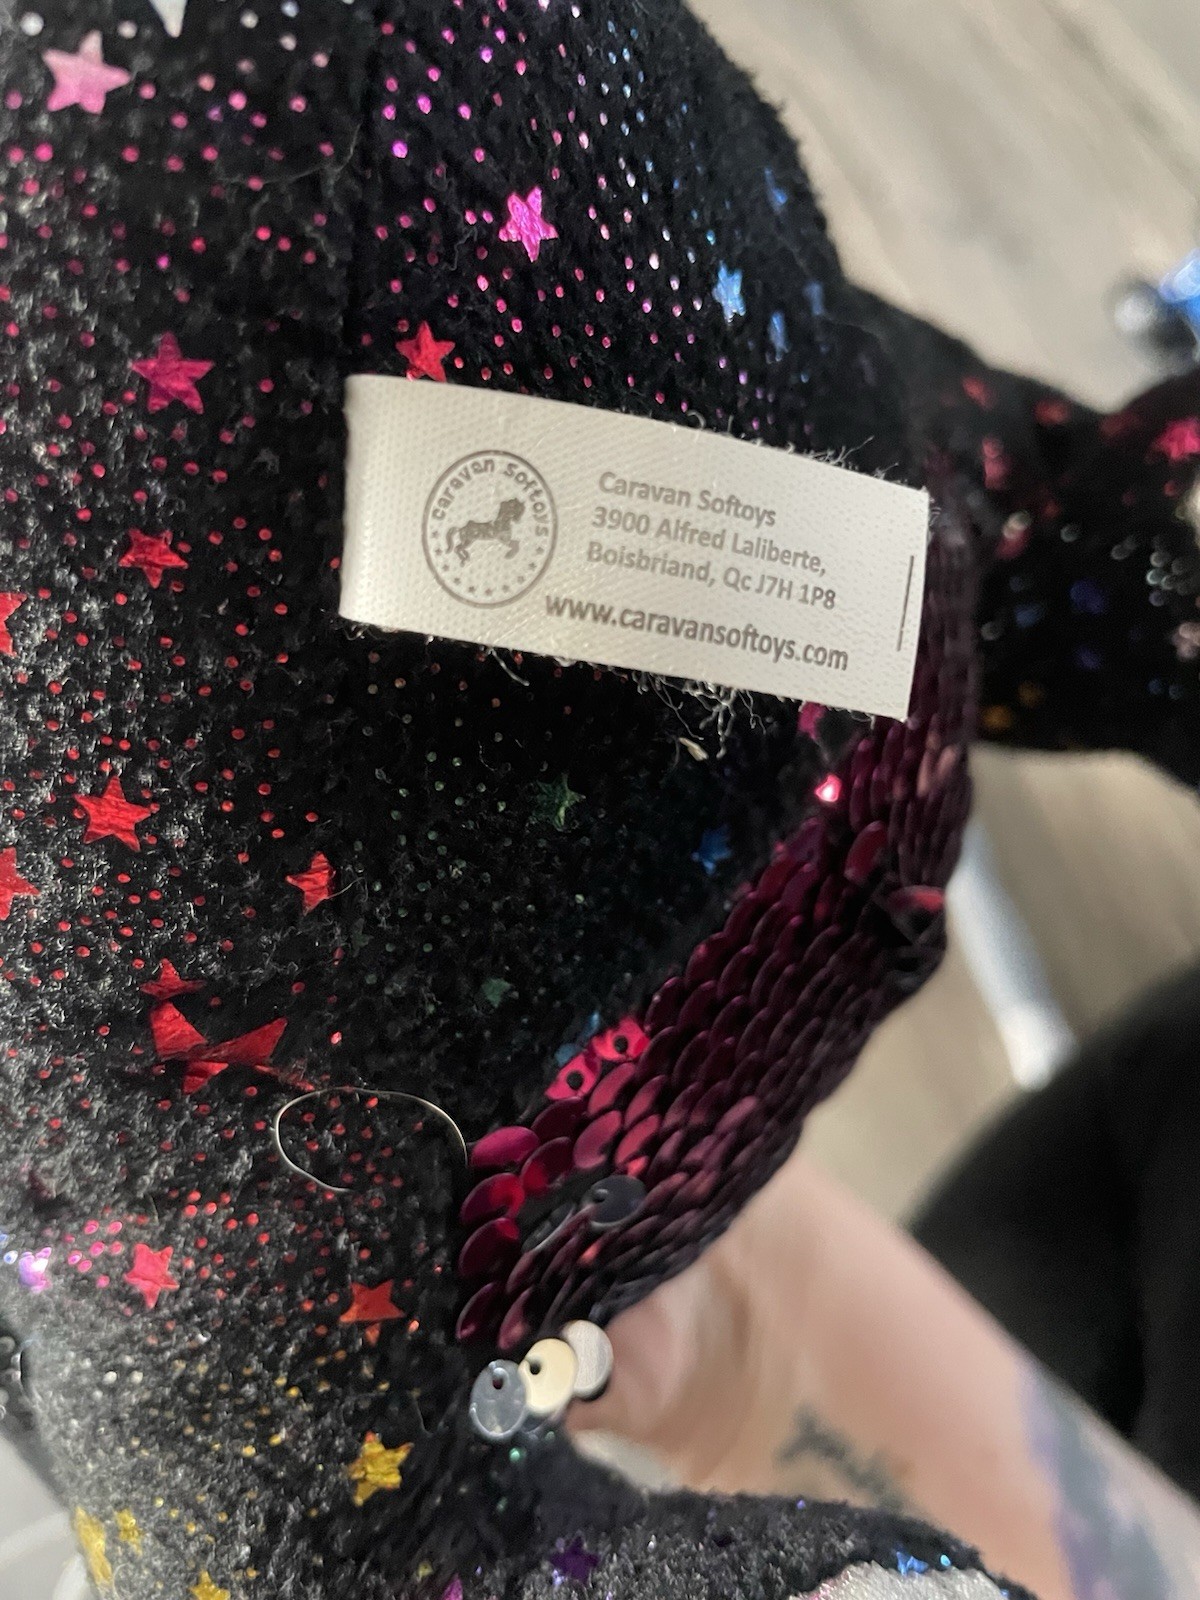 caravan softoys
Caravan Softoys
3900 Alfred Laliberte,
Boisbriand, Qc J7H 1P8
www.caravansoftoys.com